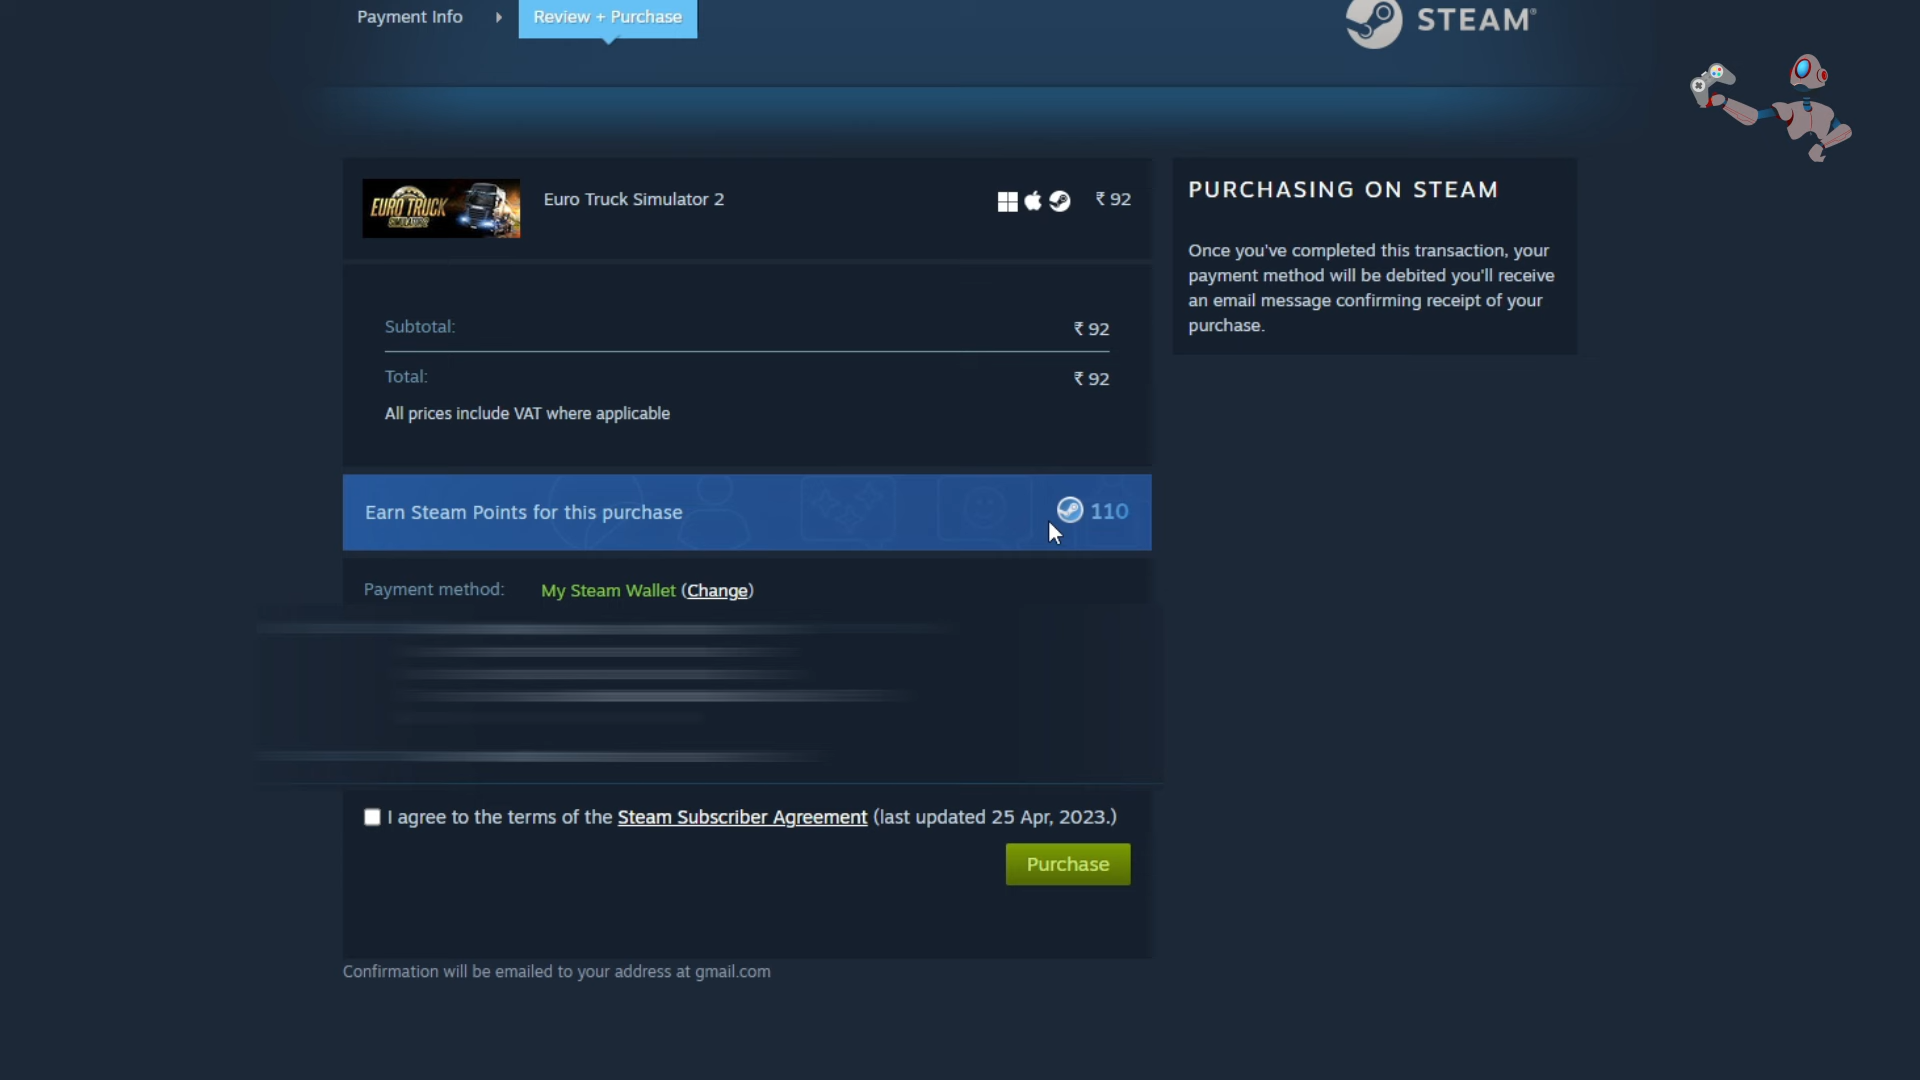 Payment Info
Review + Purchase
STEAM®
EURO TRUCK
SIMULATOR 2
Euro Truck Simulator 2
₹ 92
Subtotal:
₹ 92
Total:
₹ 92
All prices include VAT where applicable
Earn Steam Points for this purchase
110
Payment method:
My Steam Wallet (Change)
I agree to the terms of the Steam Subscriber Agreement (last updated 25 Apr, 2023.)
Purchase
Confirmation will be emailed to your address at gmail.com
PURCHASING ON STEAM
Once you've completed this transaction, your
payment method will be debited you'll receive
an email message confirming receipt of your
purchase.